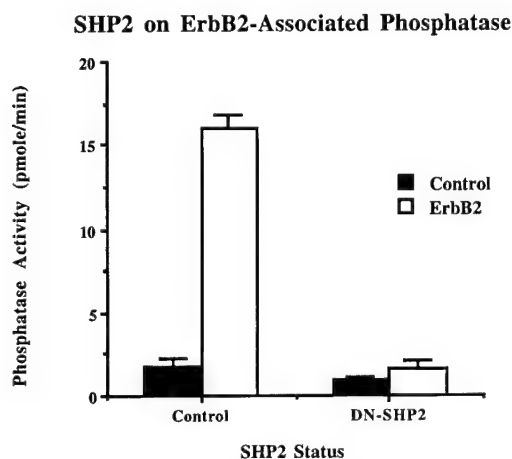 SHP2 on ErbB2-Associated Phosphatase
20
15
10
5
0
Phosphatase Activity (pmole/min)
Control
ErbB2
Control
DN-SHP2
SHP2 Status